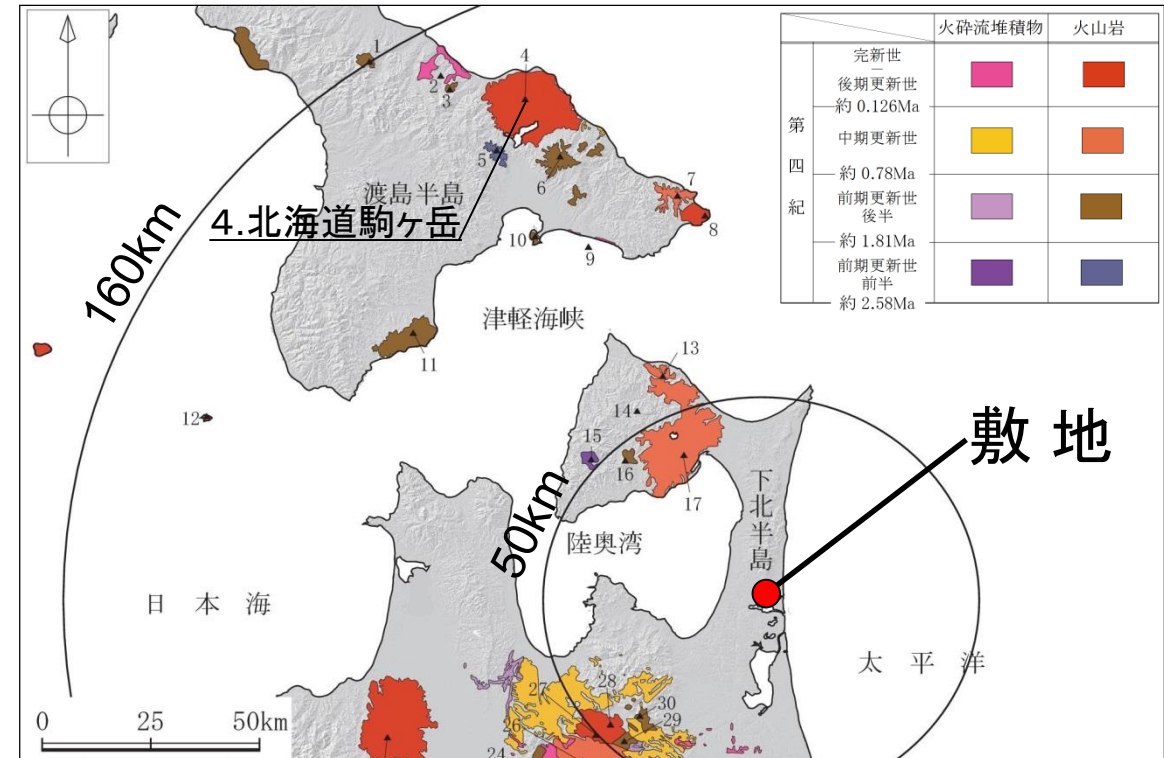 火砕流堆積物 火山岩
第四紀
完新世
–
後期更新世
約 0.126Ma
中期更新世
約 0.78Ma
前期更新世
後半
約 1.81Ma
前期更新世
前半
約 2.58Ma
1
2
3
4
5
6
7
8
9
10
渡島半島
4.北海道駒ヶ岳
160km
津軽海峡
11
12
13
14
15
16
17
50km
敷地
下北半島
陸奥湾
日本海
太平洋
27
28
30
29
26
24
0 25 50km